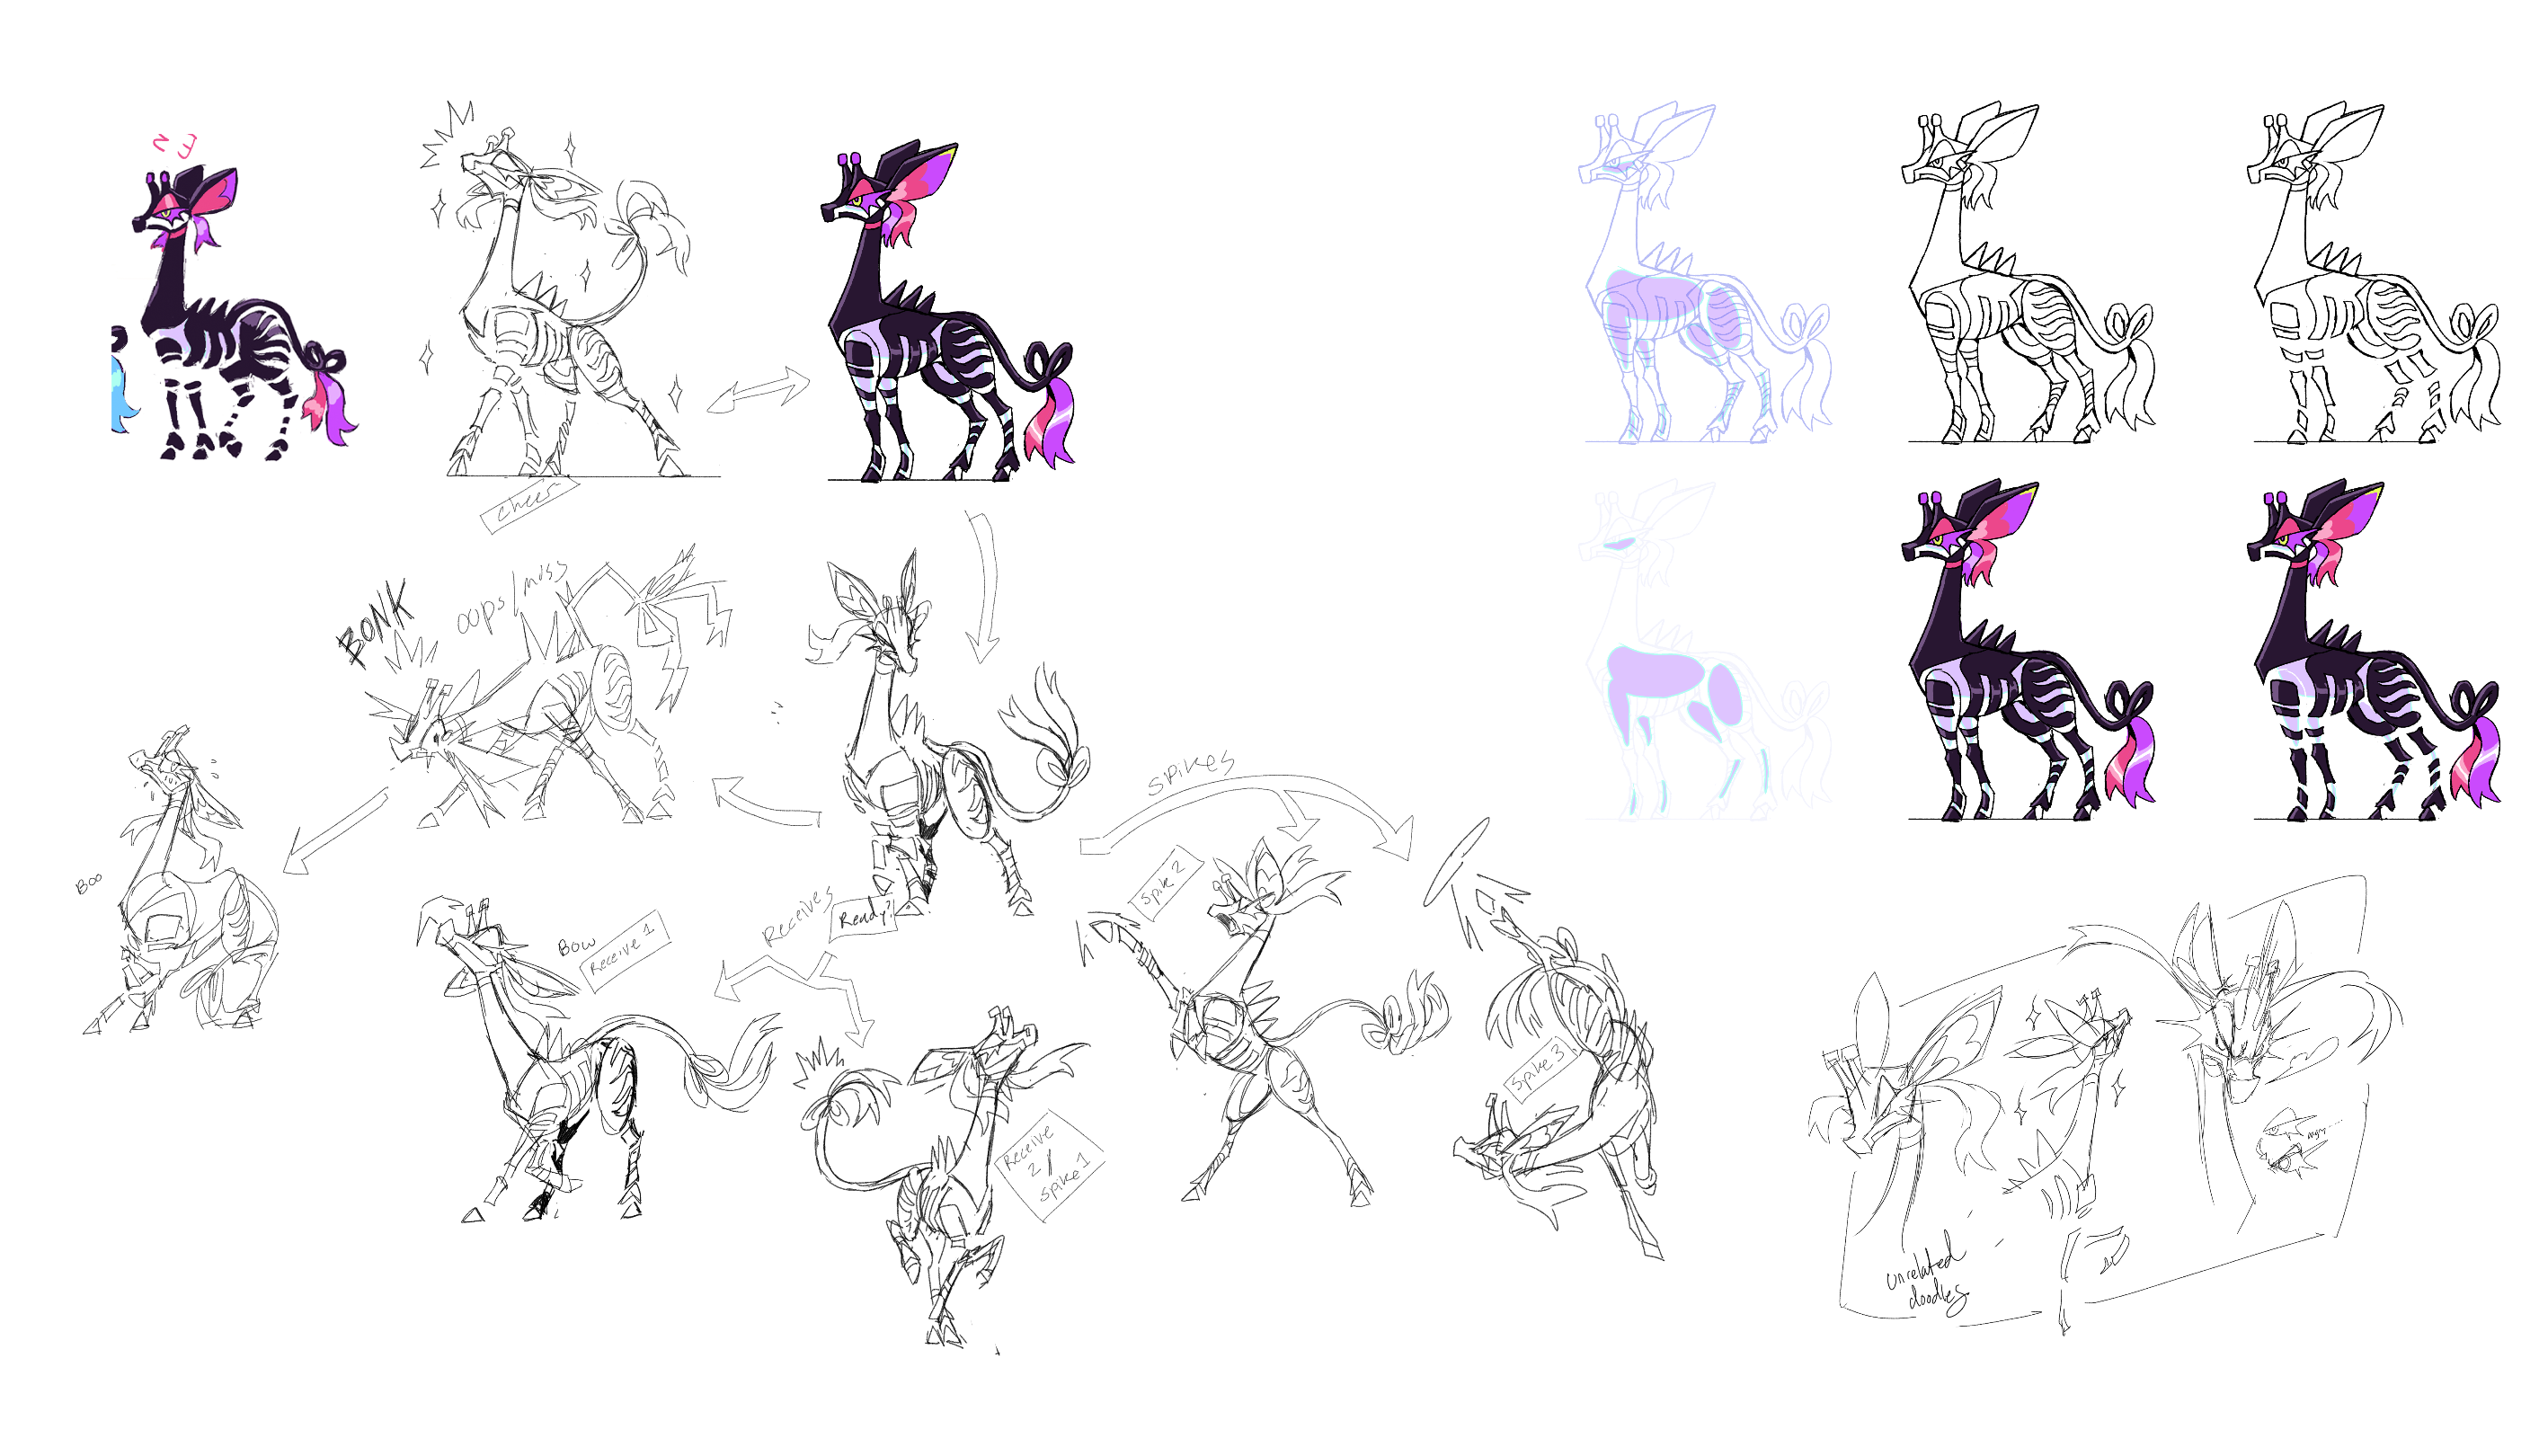 cheer
BONK
oops/miss
Boo
spikes
spike 2
Receives
Ready?
Bow
Receive 1
Receive
2 /
spike 1
spike 3
unrelated
doodles